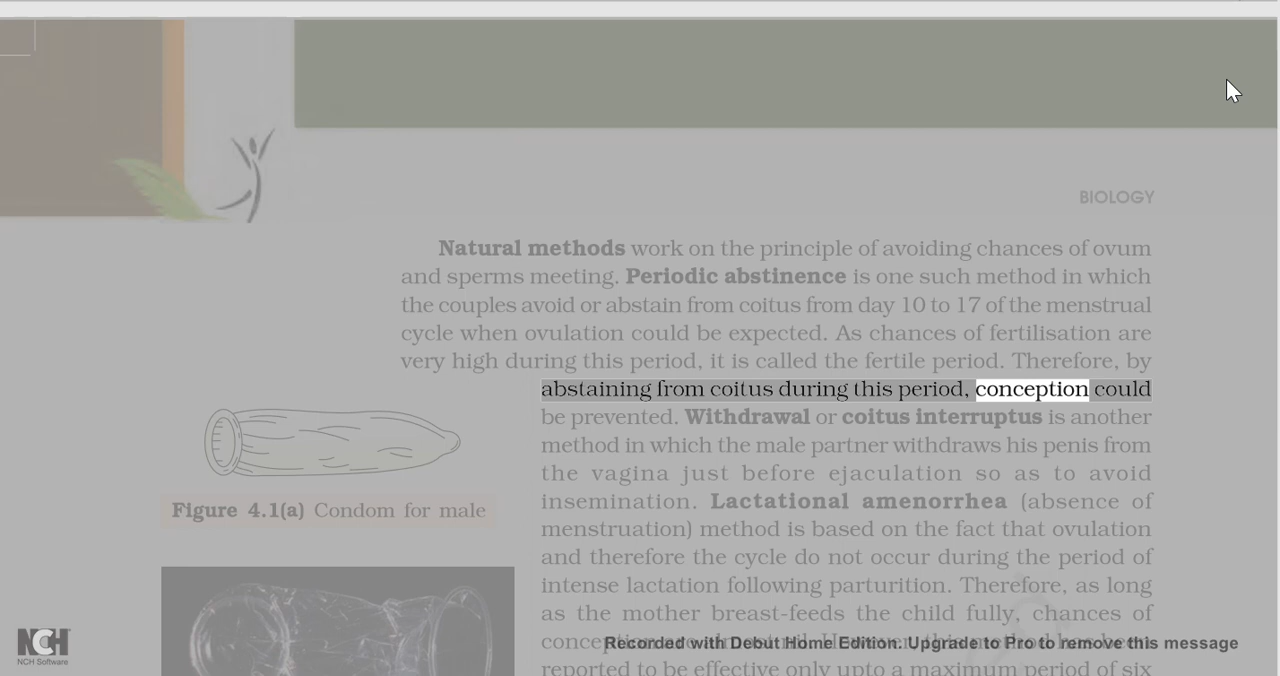 BIOLOGY
Natural methods work on the principle of avoiding chances of ovum
and sperms meeting. Periodic abstinence is one such method in which
the couples avoid or abstain from coitus from day 10 to 17 of the menstrual
cycle when ovulation could be expected. As chances of fertilisation are
very high during this period, it is called the fertile period. Therefore, by
abstaining from coitus during this period, conception could
be prevented. Withdrawal or coitus interruptus is another
method in which the male partner withdraws his penis from
the vagina just before ejaculation so as to avoid
insemination. Lactational amenorrhea (absence of
menstruation) method is based on the fact that ovulation
and therefore the cycle do not occur during the period of
intense lactation following parturition. Therefore, as long
as the mother breast-feeds the child fully, chances of
reported to be effective only upto a maximum period of six
Figure 4.1(a) Condom for male
NCH
NCH Software
Recorded with Debut Home Edition. Upgrade to Pro to remove this message